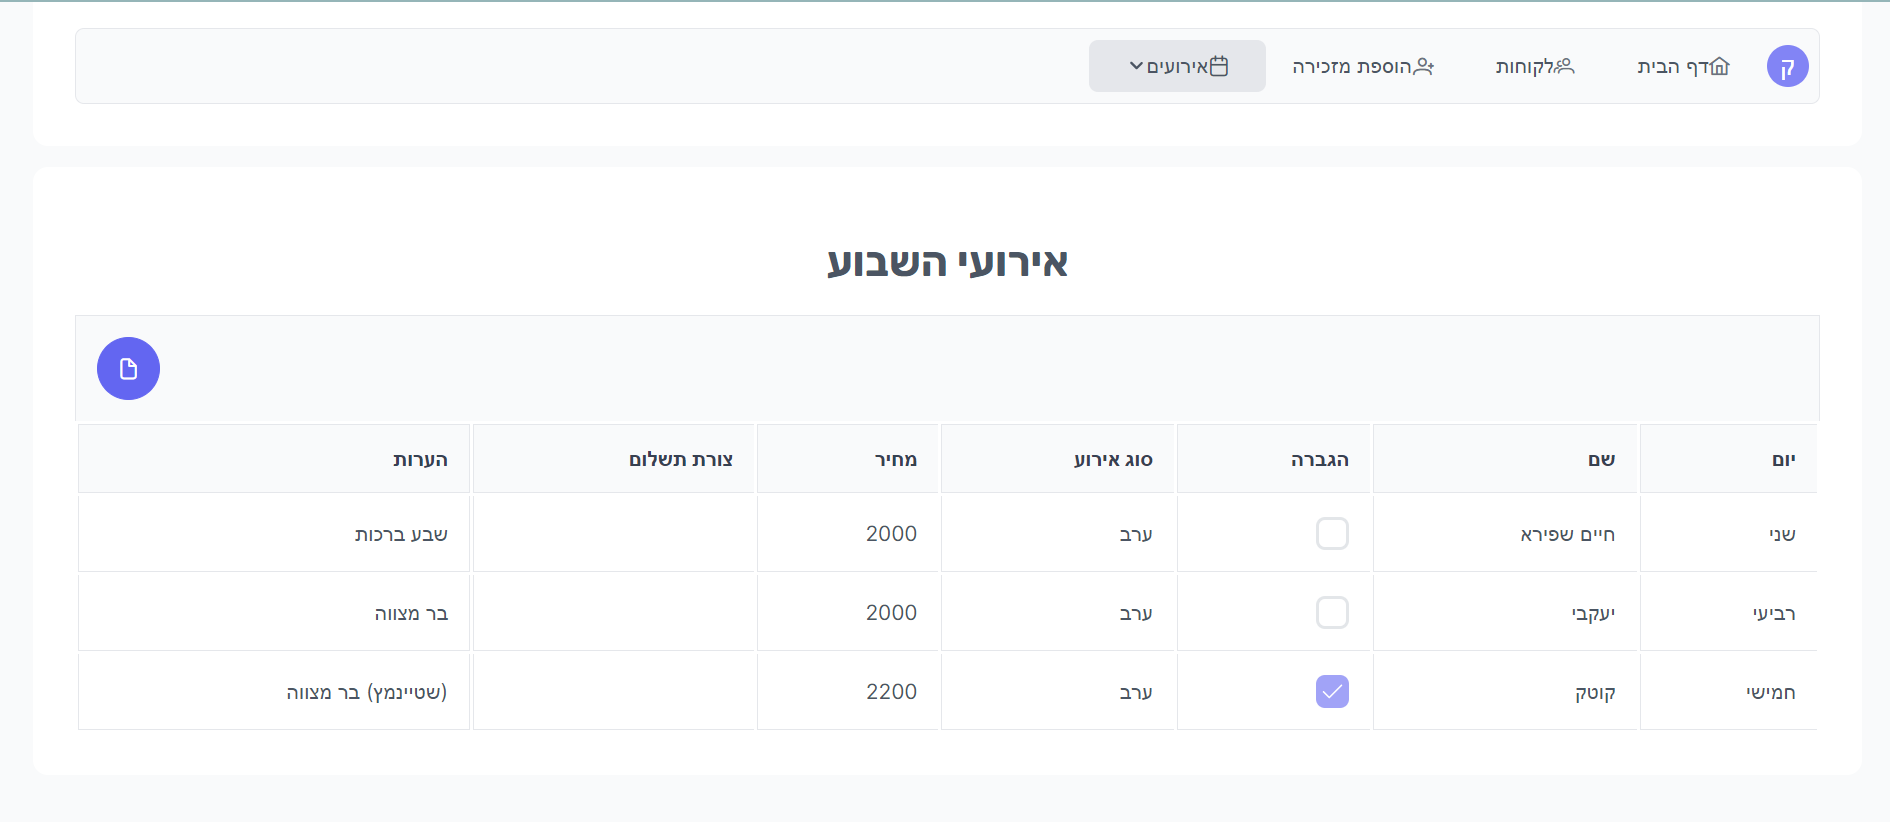 ק דף הבית לקוחות הוספת מזכירה אירועים
אירועי השבוע
יום שם הגברה סוג אירוע מחיר צורת תשלום הערות
שני חיים שפירא ערב 2000 שבע ברכות
רביעי יעקבי ערב 2000 בר מצווה
חמישי קוטק ערב 2200 (שטיינמץ) בר מצווה